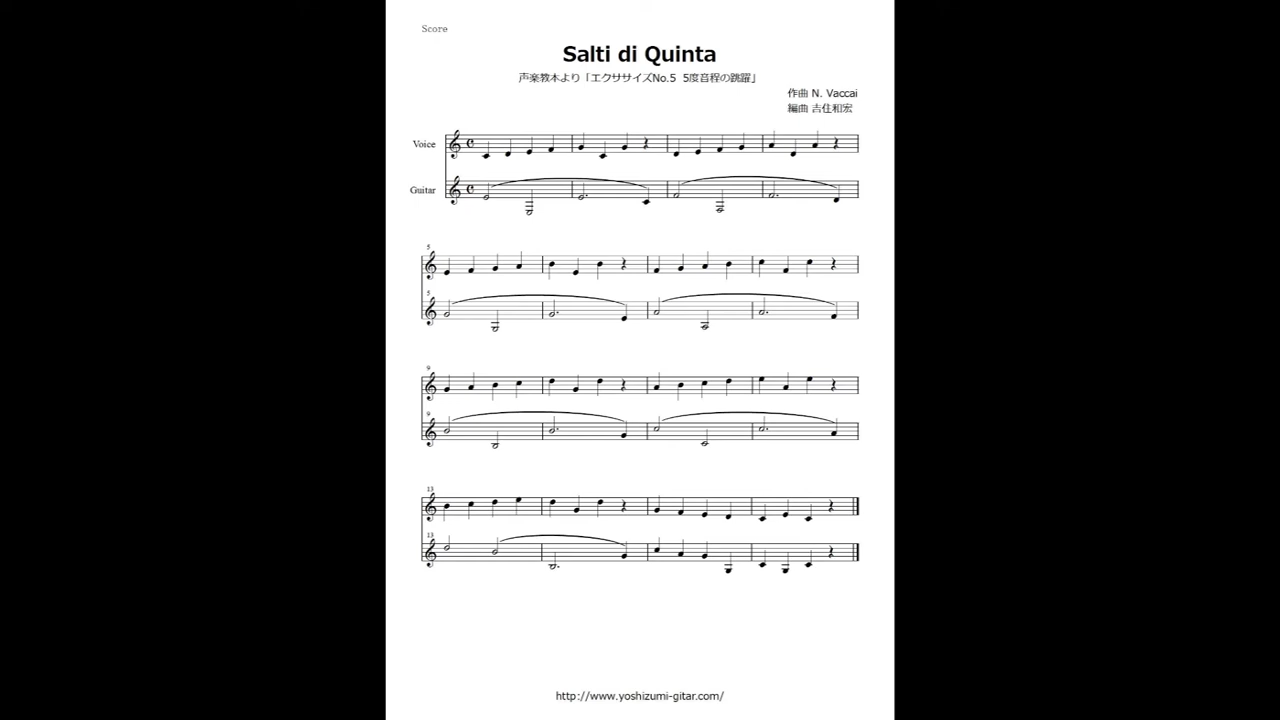 Score
Salti di Quinta
声楽教本より「エクササイズNo.5 5度音程の跳躍」
作曲 N. Vaccai
編曲 吉住和宏
Voice
Guitar
5
5
9
9
13
13
http://www.yoshizumi-gitar.com/